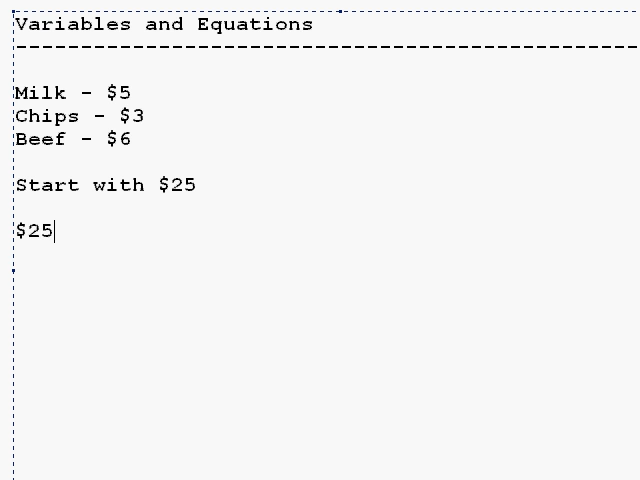 Variables and Equations
------------------------------------------------
Milk - $5
Chips - $3
Beef - $6
Start with $25
$25